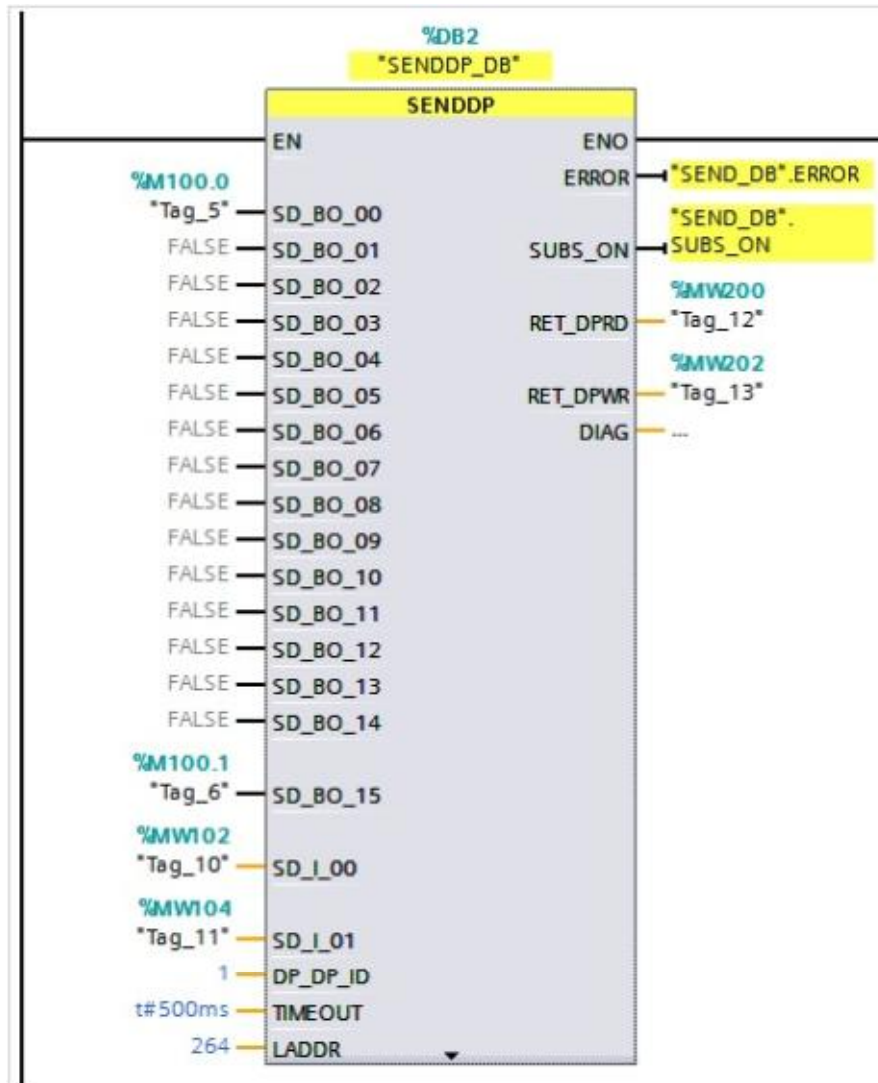 %DB2
"SENDDP_DB"
SENDDP
EN ENO
ERROR "SEND_DB".ERROR
%M100.0
"Tag_5" SD_BO_00
"SEND_DB".
SUBS_ON SUBS_ON
FALSE SD_BO_01
FALSE SD_BO_02
%MW200
FALSE SD_BO_03 RET_DPRD "Tag_12"
FALSE SD_BO_04
%MW202
FALSE SD_BO_05 RET_DPWR "Tag_13"
FALSE SD_BO_06 DIAG ...
FALSE SD_BO_07
FALSE SD_BO_08
FALSE SD_BO_09
FALSE SD_BO_10
FALSE SD_BO_11
FALSE SD_BO_12
FALSE SD_BO_13
FALSE SD_BO_14
%M100.1
"Tag_6" SD_BO_15
%MW102
"Tag_10" SD_I_00
%MW104
"Tag_11" SD_I_01
1 DP_DP_ID
t#500ms TIMEOUT
264 LADDR